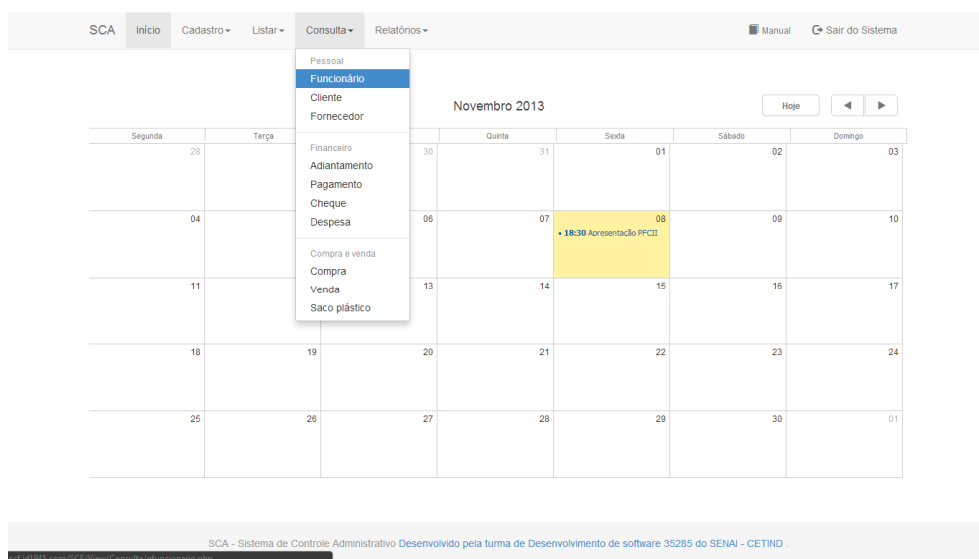 SCA Início Cadastro Listar Consulta Relatórios Manual Sair do Sistema
Pessoal
Funcionário
Cliente
Fornecedor
Financeiro
Adiantamento
Pagamento
Cheque
Despesa
Compra e venda
Compra
Venda
Saco plástico
Novembro 2013 Hoje
Segunda Terça Quinta Sexta Sábado Domingo
28 30 31 01 02 03
04 06 07 08 09 10
• 18:30 Apresentação PFCII
11 13 14 15 16 17
18 19 20 21 22 23 24
25 26 27 28 29 30 01
SCA - Sistema de Controle Administrativo Desenvolvido pela turma de Desenvolvimento de software 35285 do SENAI - CETIND .